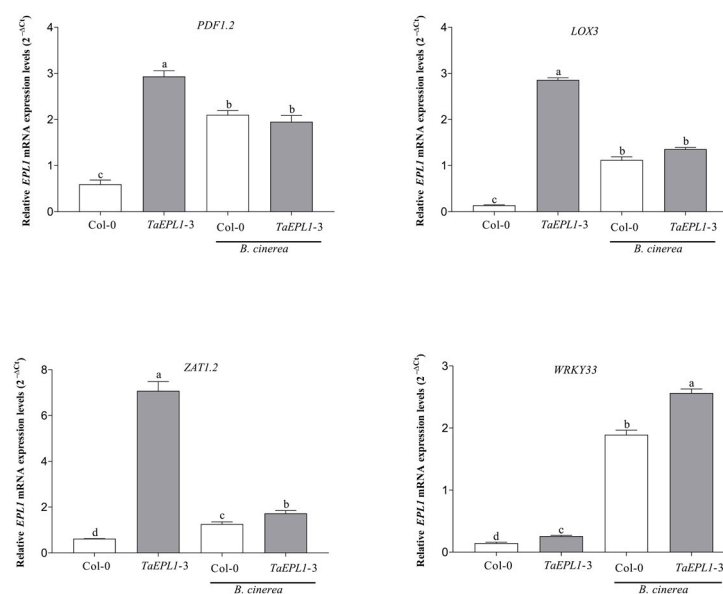 PDF1.2
Relative EPL1 mRNA expression levels (2⁻ΔCt)
4
3
2
1
0
c
a
b
b
Col-0 TaEPL1-3 Col-0 TaEPL1-3
B. cinerea
LOX3
Relative EPL1 mRNA expression levels (2⁻ΔCt)
4
3
2
1
0
c
a
b
b
Col-0 TaEPL1-3 Col-0 TaEPL1-3
B. cinerea
ZAT1.2
Relative EPL1 mRNA expression levels (2⁻ΔCt)
8
6
4
2
0
d
a
c
b
Col-0 TaEPL1-3 Col-0 TaEPL1-3
B. cinerea
WRKY33
Relative EPL1 mRNA expression levels (2⁻ΔCt)
3
2
1
0
d
c
b
a
Col-0 TaEPL1-3 Col-0 TaEPL1-3
B. cinerea